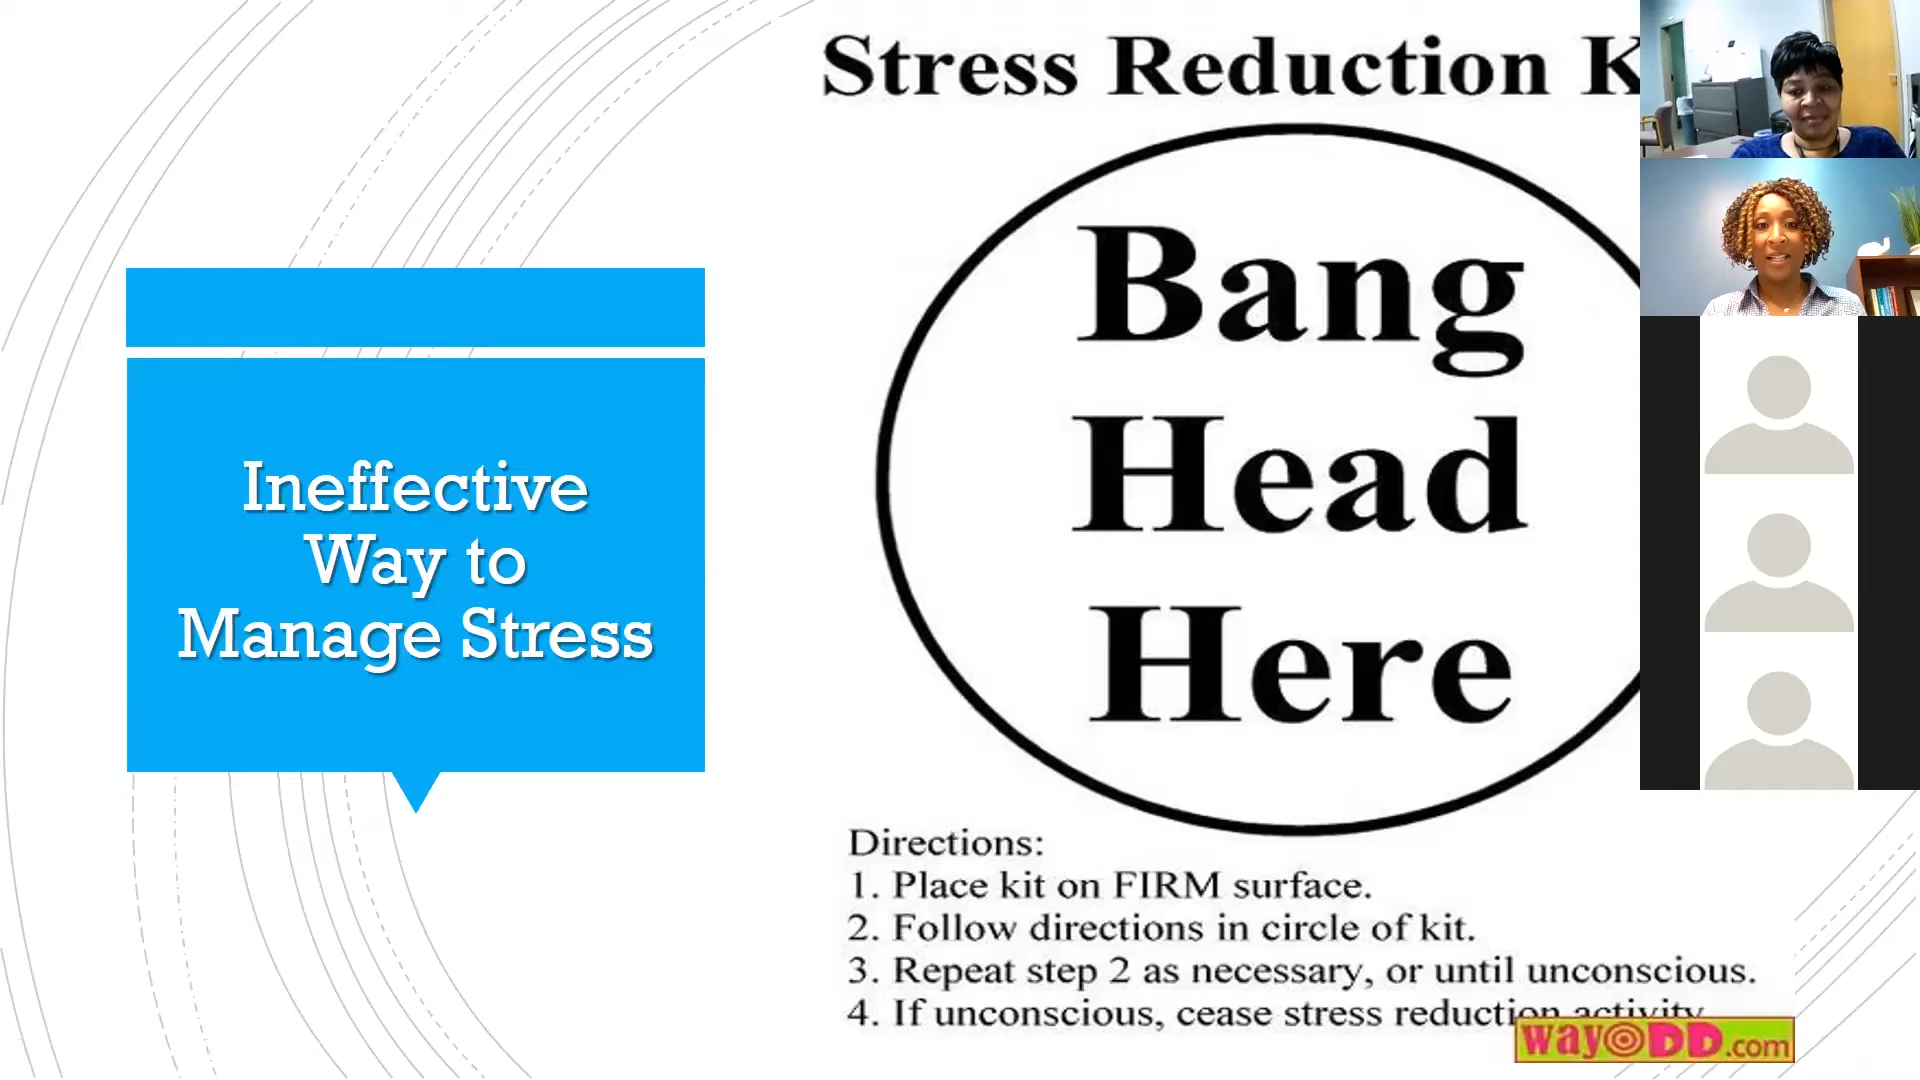 Ineffective
Way to
Manage Stress
Stress Reduction K
Bang
Head
Here
Directions:
1. Place kit on FIRM surface.
2. Follow directions in circle of kit.
3. Repeat step 2 as necessary, or until unconscious.
4. If unconscious, cease stress reduction activity
wayODD.com